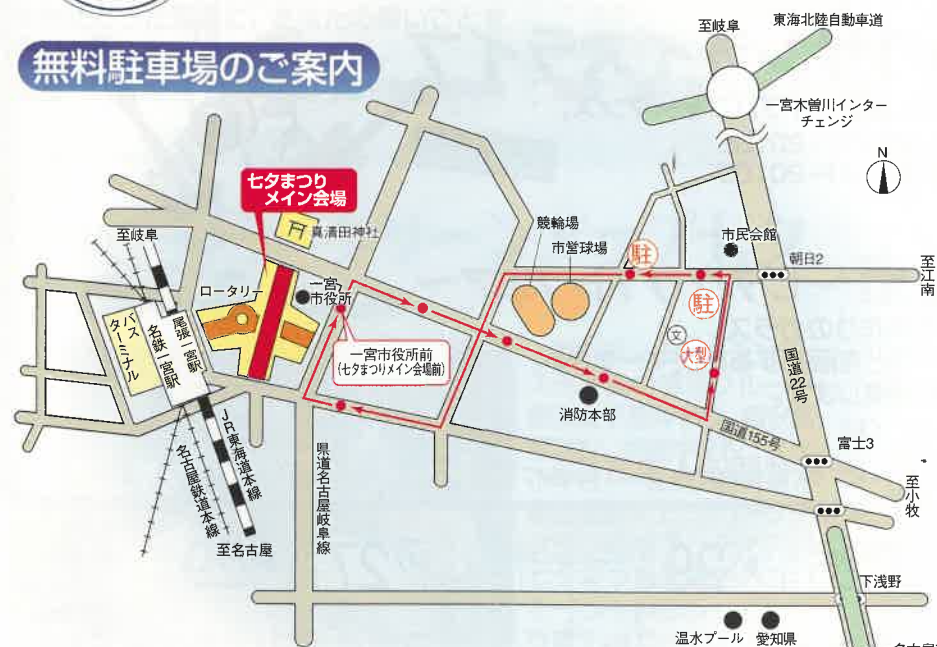 無料駐車場のご案内
至岐阜
東海北陸自動車道
一宮木曽川インター
チェンジ
N
七夕まつり
メイン会場
真清田神社
競輪場
市営球場
駐
市民会館
朝日2
至江南
至岐阜
ロータリー
一宮
市役所
バス
ターミナル
名鉄一宮駅
尾張一宮駅
一宮市役所前
(七夕まつりメイン会場前)
駐
文
大型
国道22号
消防本部
国道155号
富士3
至小牧
県道名古屋岐阜線
JR東海道本線
名古屋鉄道本線
至名古屋
下浅野
温水プール
愛知県